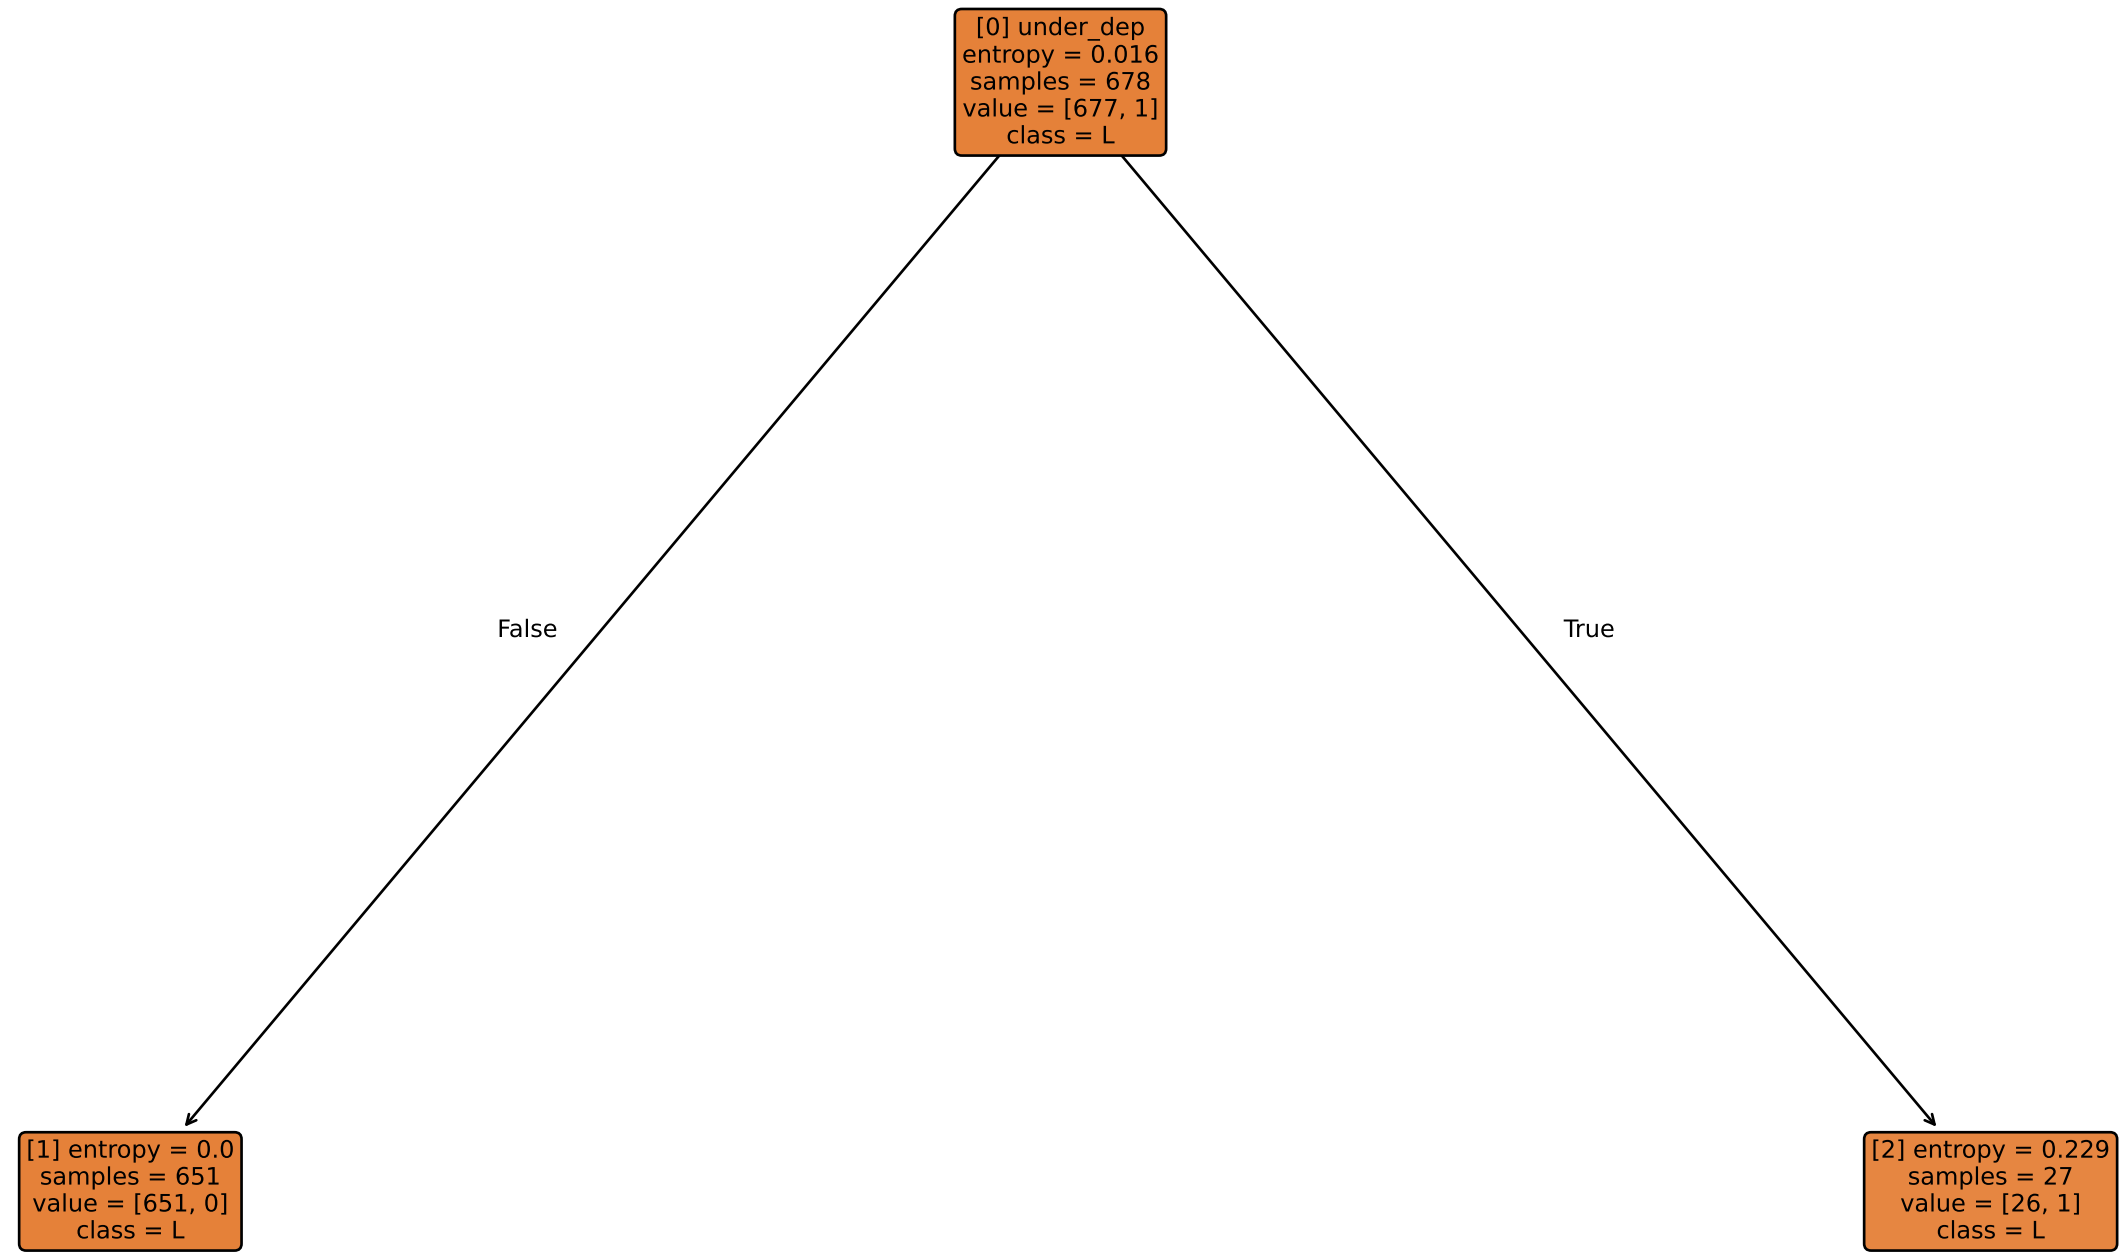 [0] under_dep
entropy = 0.016
samples = 678
value = [677, 1]
class = L
False
True
[1] entropy = 0.0
samples = 651
value = [651, 0]
class = L
[2] entropy = 0.229
samples = 27
value = [26, 1]
class = L